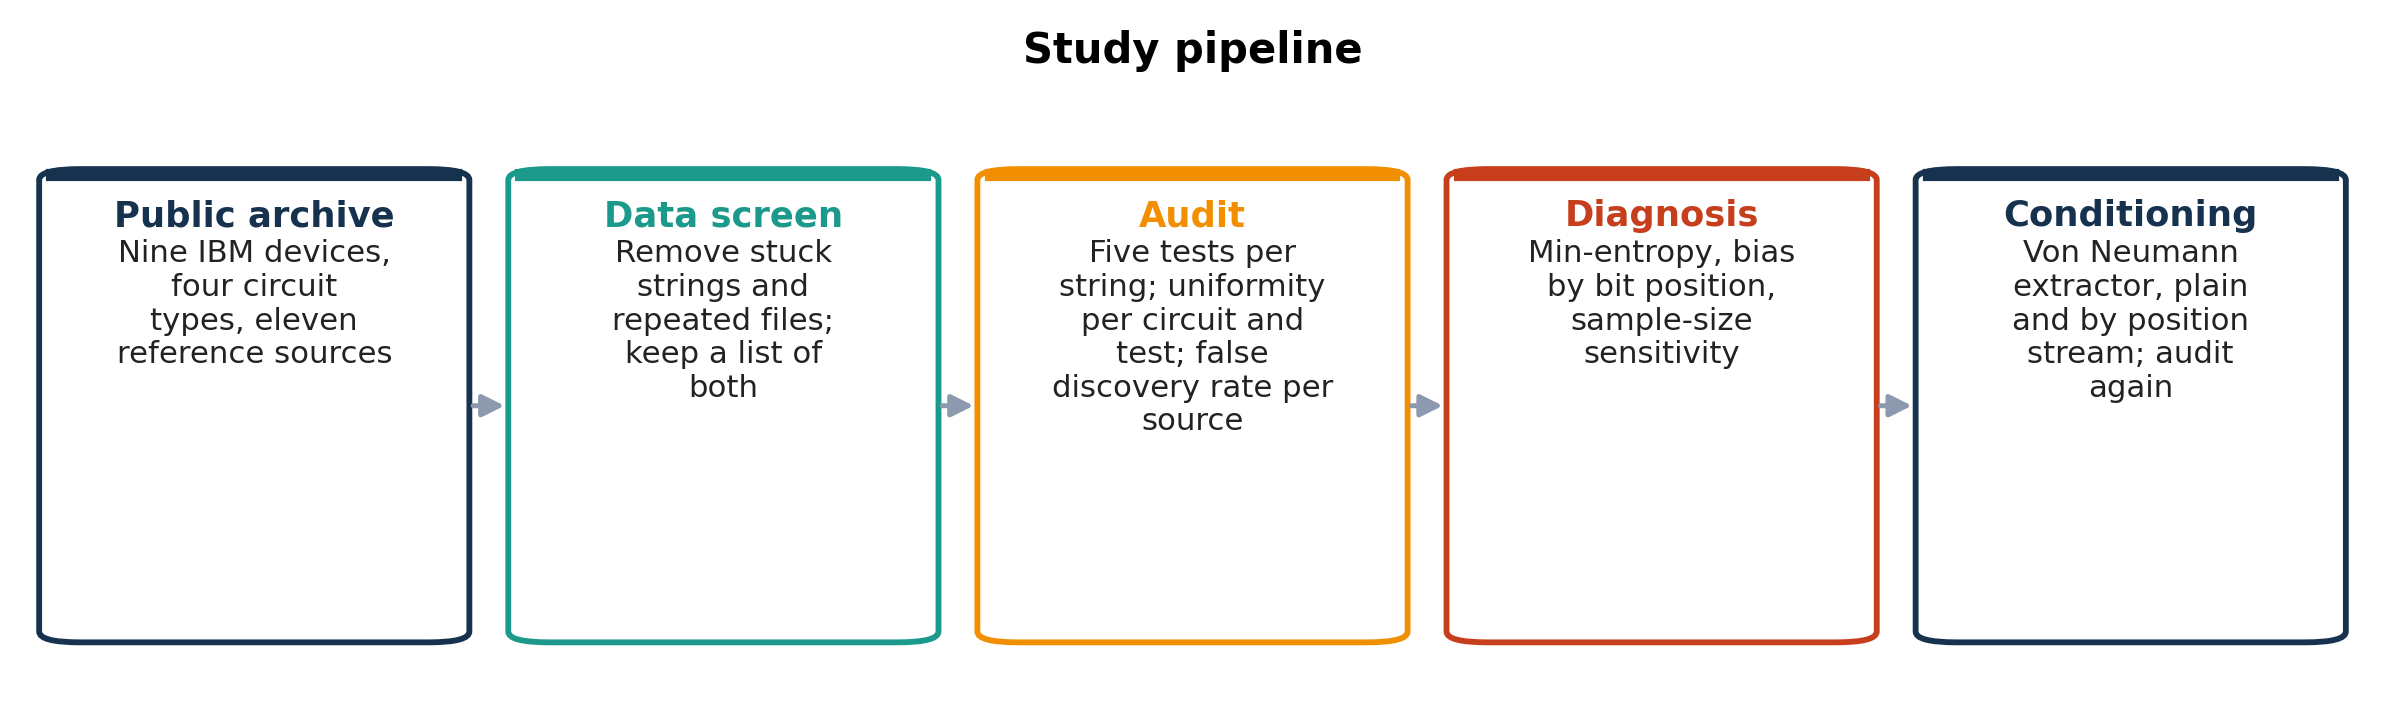 Study pipeline
Public archive
Nine IBM devices,
four circuit
types, eleven
reference sources
Data screen
Remove stuck
strings and
repeated files;
keep a list of
both
Audit
Five tests per
string; uniformity
per circuit and
test; false
discovery rate per
source
Diagnosis
Min-entropy, bias
by bit position,
sample-size
sensitivity
Conditioning
Von Neumann
extractor, plain
and by position
stream; audit
again